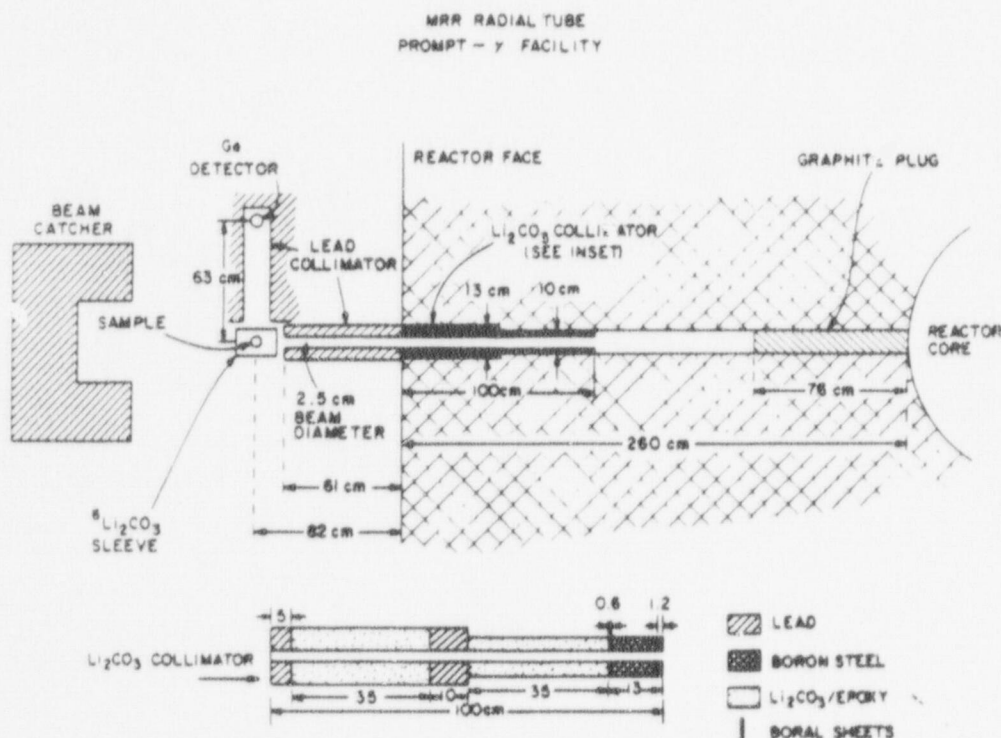 MRR RADIAL TUBE
PROMPT - γ FACILITY
Ge
DETECTOR
REACTOR FACE
GRAPHITE PLUG
BEAM
CATCHER
LEAD
COLLIMATOR
Li2CO3 COLLIMATOR
(SEE INSET)
63 cm
13 cm
10 cm
SAMPLE
REACTOR
CORE
2.5 cm
BEAM
DIAMETER
100cm
76 cm
260 cm
61 cm
82 cm
6Li2CO3
SLEEVE
5
0.6
1.2
LEAD
Li2CO3 COLLIMATOR
BORON STEEL
35
10
35
13
100cm
Li2CO3/EPOXY
BORAL SHEETS